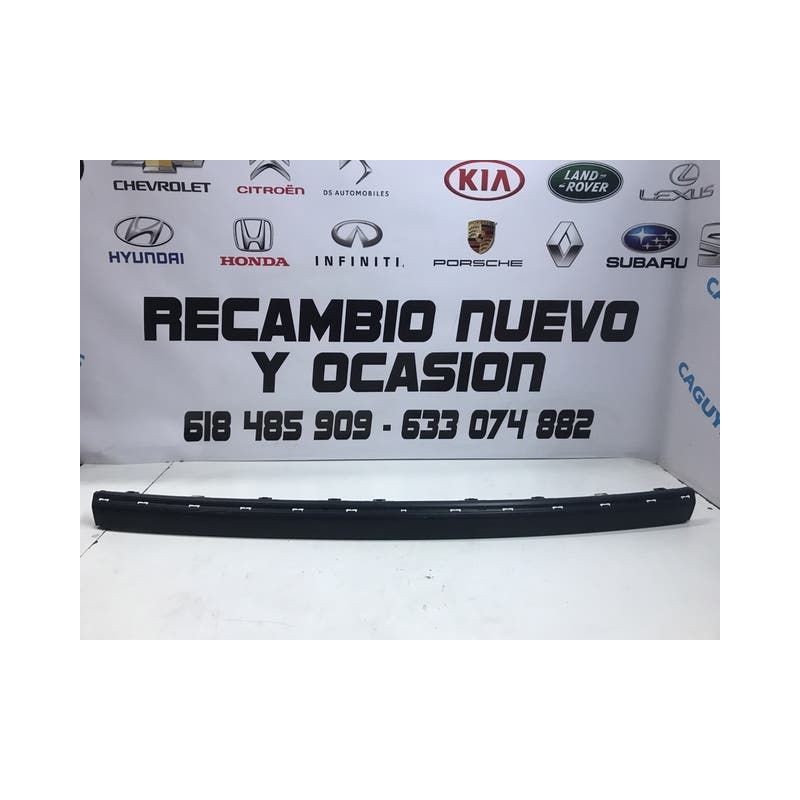 CHEVROLET CITROËN DS AUTOMOBILES KIA LAND ROVER LEXUS
HYUNDAI HONDA INFINITI. PORSCHE SUBARU
RECAMBIO NUEVO
Y OCASION
618 485 909 - 633 074 882
CAGUY